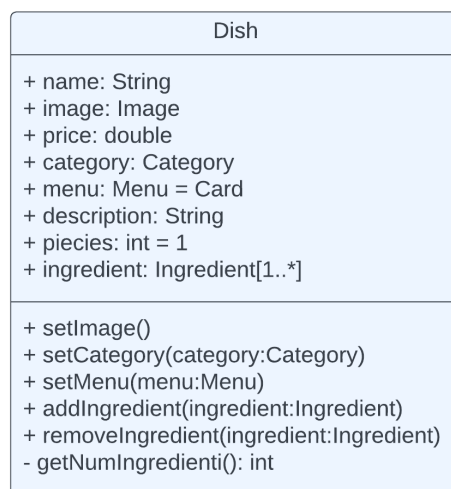 Dish
+ name: String
+ image: Image
+ price: double
+ category: Category
+ menu: Menu = Card
+ description: String
+ piecies: int = 1
+ ingredient: Ingredient[1..*]
+ setImage()
+ setCategory(category:Category)
+ setMenu(menu:Menu)
+ addIngredient(ingredient:Ingredient)
+ removeIngredient(ingredient:Ingredient)
- getNumIngredienti(): int